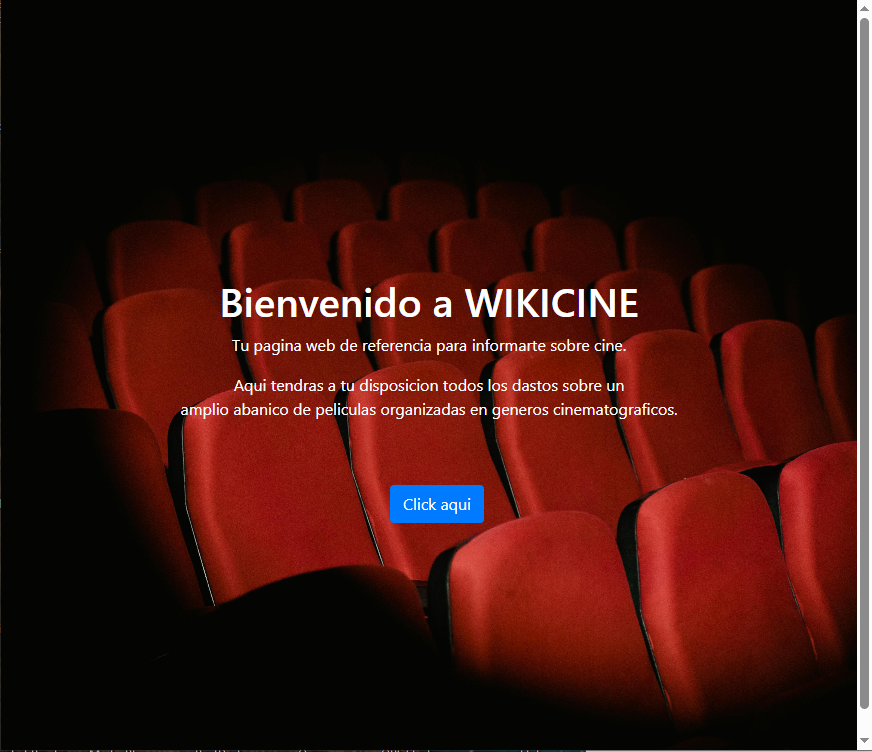 Bienvenido a WIKICINE
Tu pagina web de referencia para informarte sobre cine.
Aqui tendras a tu disposicion todos los dastos sobre un
amplio abanico de peliculas organizadas en generos cinematograficos.
Click aqui